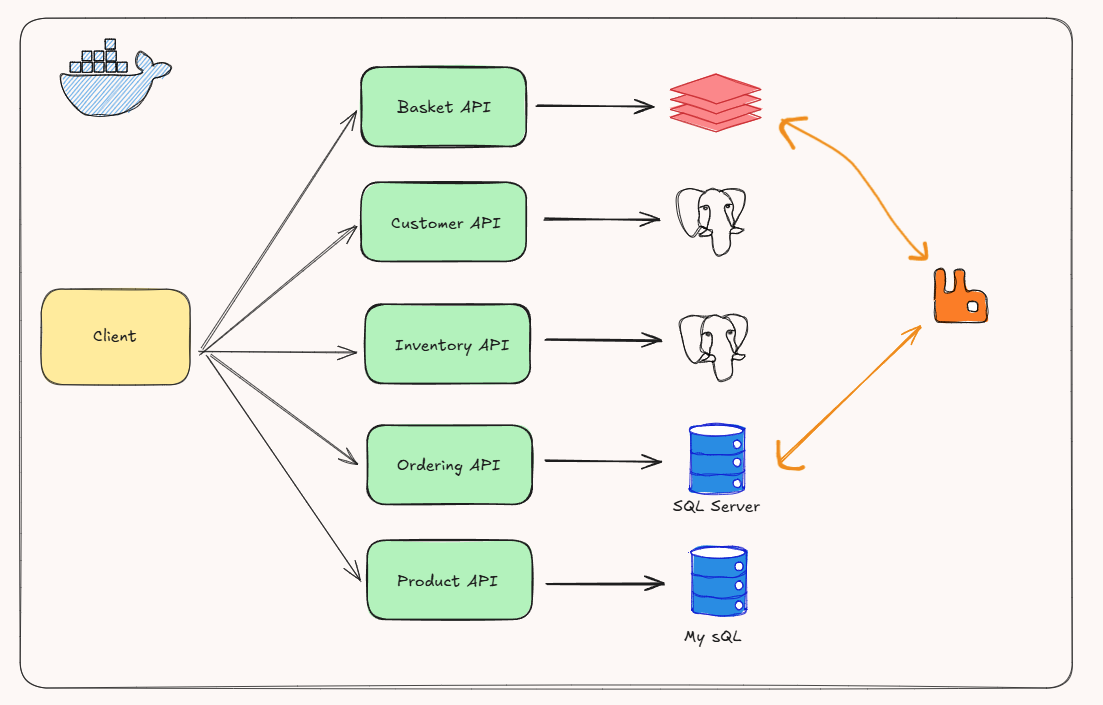 Basket API
Customer API
Client
Inventory API
Ordering API
SQL Server
Product API
My sQL